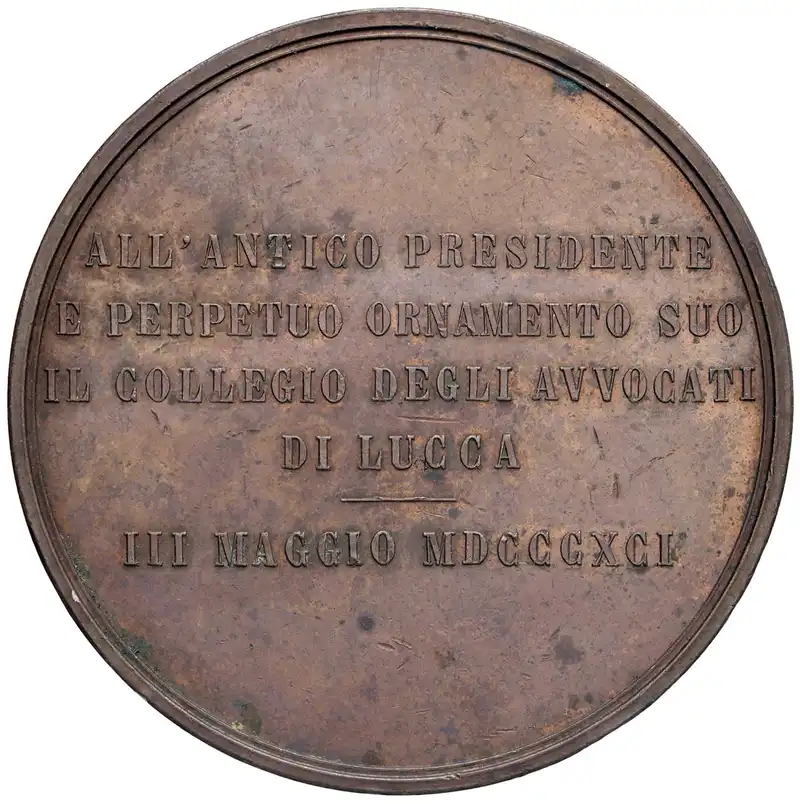 ALL'ANTICO PRESIDENTE
E PERPETUO ORNAMENTO SUO
IL COLLEGIO DEGLI AVVOCATI
DI LUCCA
III MAGGIO MDCCCXCI